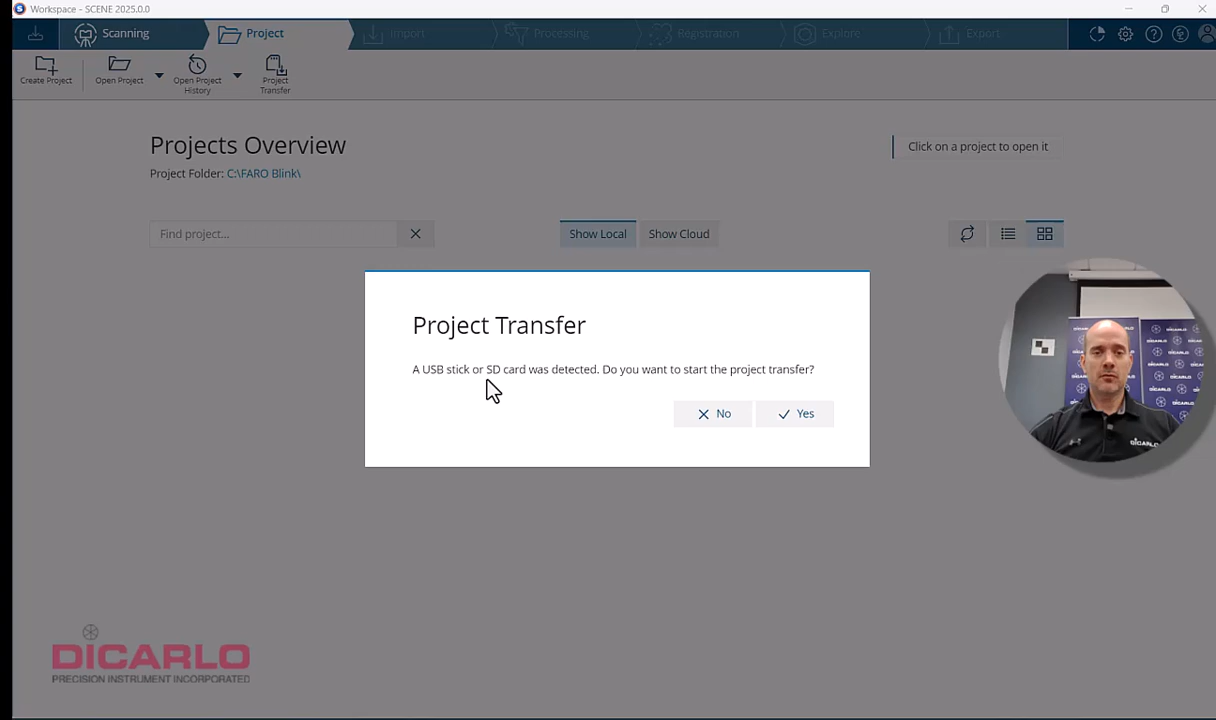 Workspace - SCENE 2025.0.0
Scanning
Project
Import
Processing
Registration
Explore
Export
Create Project
Open Project
Open Project History
Project Transfer
Projects Overview
Click on a project to open it
Project Folder: C:\FARO Blink\
Find project...
Show Local
Show Cloud
Project Transfer
A USB stick or SD card was detected. Do you want to start the project transfer?
No
Yes
DICARLO
DICARLO
DICARLO
DICARLO
PRECISION INSTRUMENT INCORPORATED